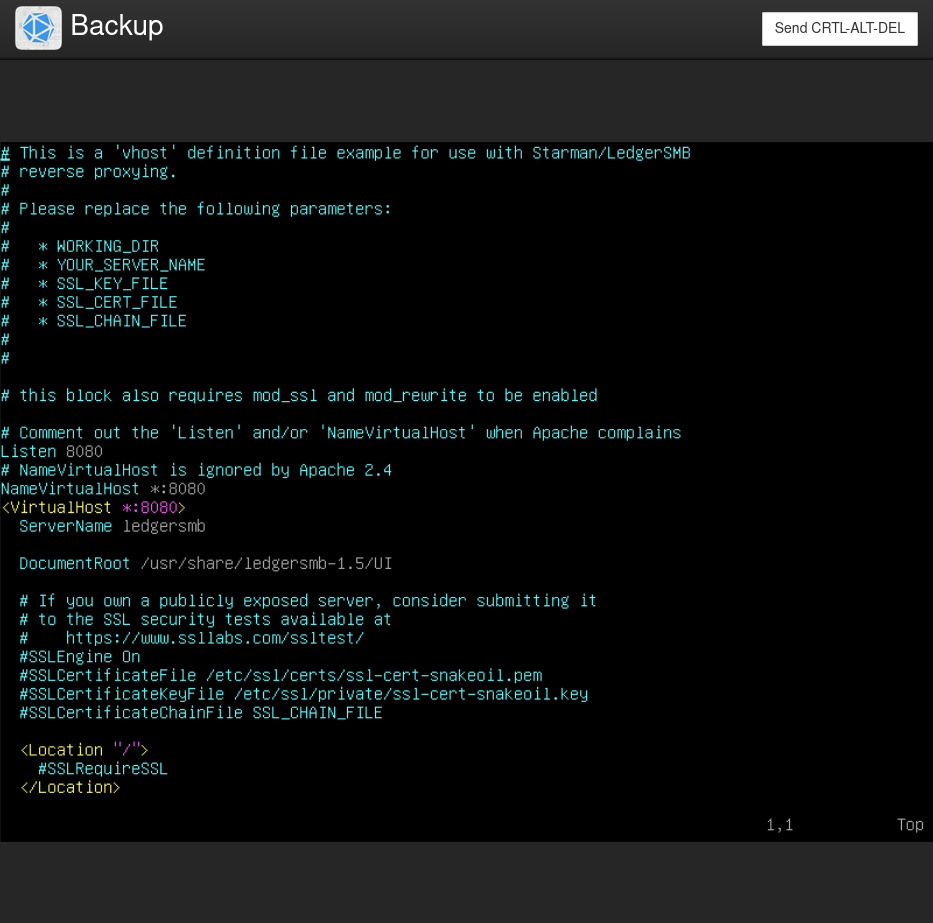 Backup
Send CRTL-ALT-DEL
# This is a 'vhost' definition file example for use with Starman/LedgerSMB
# reverse proxying.
#
# Please replace the following parameters:
#
#   * WORKING_DIR
#   * YOUR_SERVER_NAME
#   * SSL_KEY_FILE
#   * SSL_CERT_FILE
#   * SSL_CHAIN_FILE
#
#
# this block also requires mod_ssl and mod_rewrite to be enabled
# Comment out the 'Listen' and/or 'NameVirtualHost' when Apache complains
Listen 8080
# NameVirtualHost is ignored by Apache 2.4
NameVirtualHost *:8080
<VirtualHost *:8080>
  ServerName ledgersmb
  DocumentRoot /usr/share/ledgersmb-1.5/UI
  # If you own a publicly exposed server, consider submitting it
  # to the SSL security tests available at
  #    https://www.ssllabs.com/ssltest/
  #SSLEngine On
  #SSLCertificateFile /etc/ssl/certs/ssl-cert-snakeoil.pem
  #SSLCertificateKeyFile /etc/ssl/private/ssl-cert-snakeoil.key
  #SSLCertificateChainFile SSL_CHAIN_FILE
  <Location "/">
    #SSLRequireSSL
  </Location>
1,1 Top